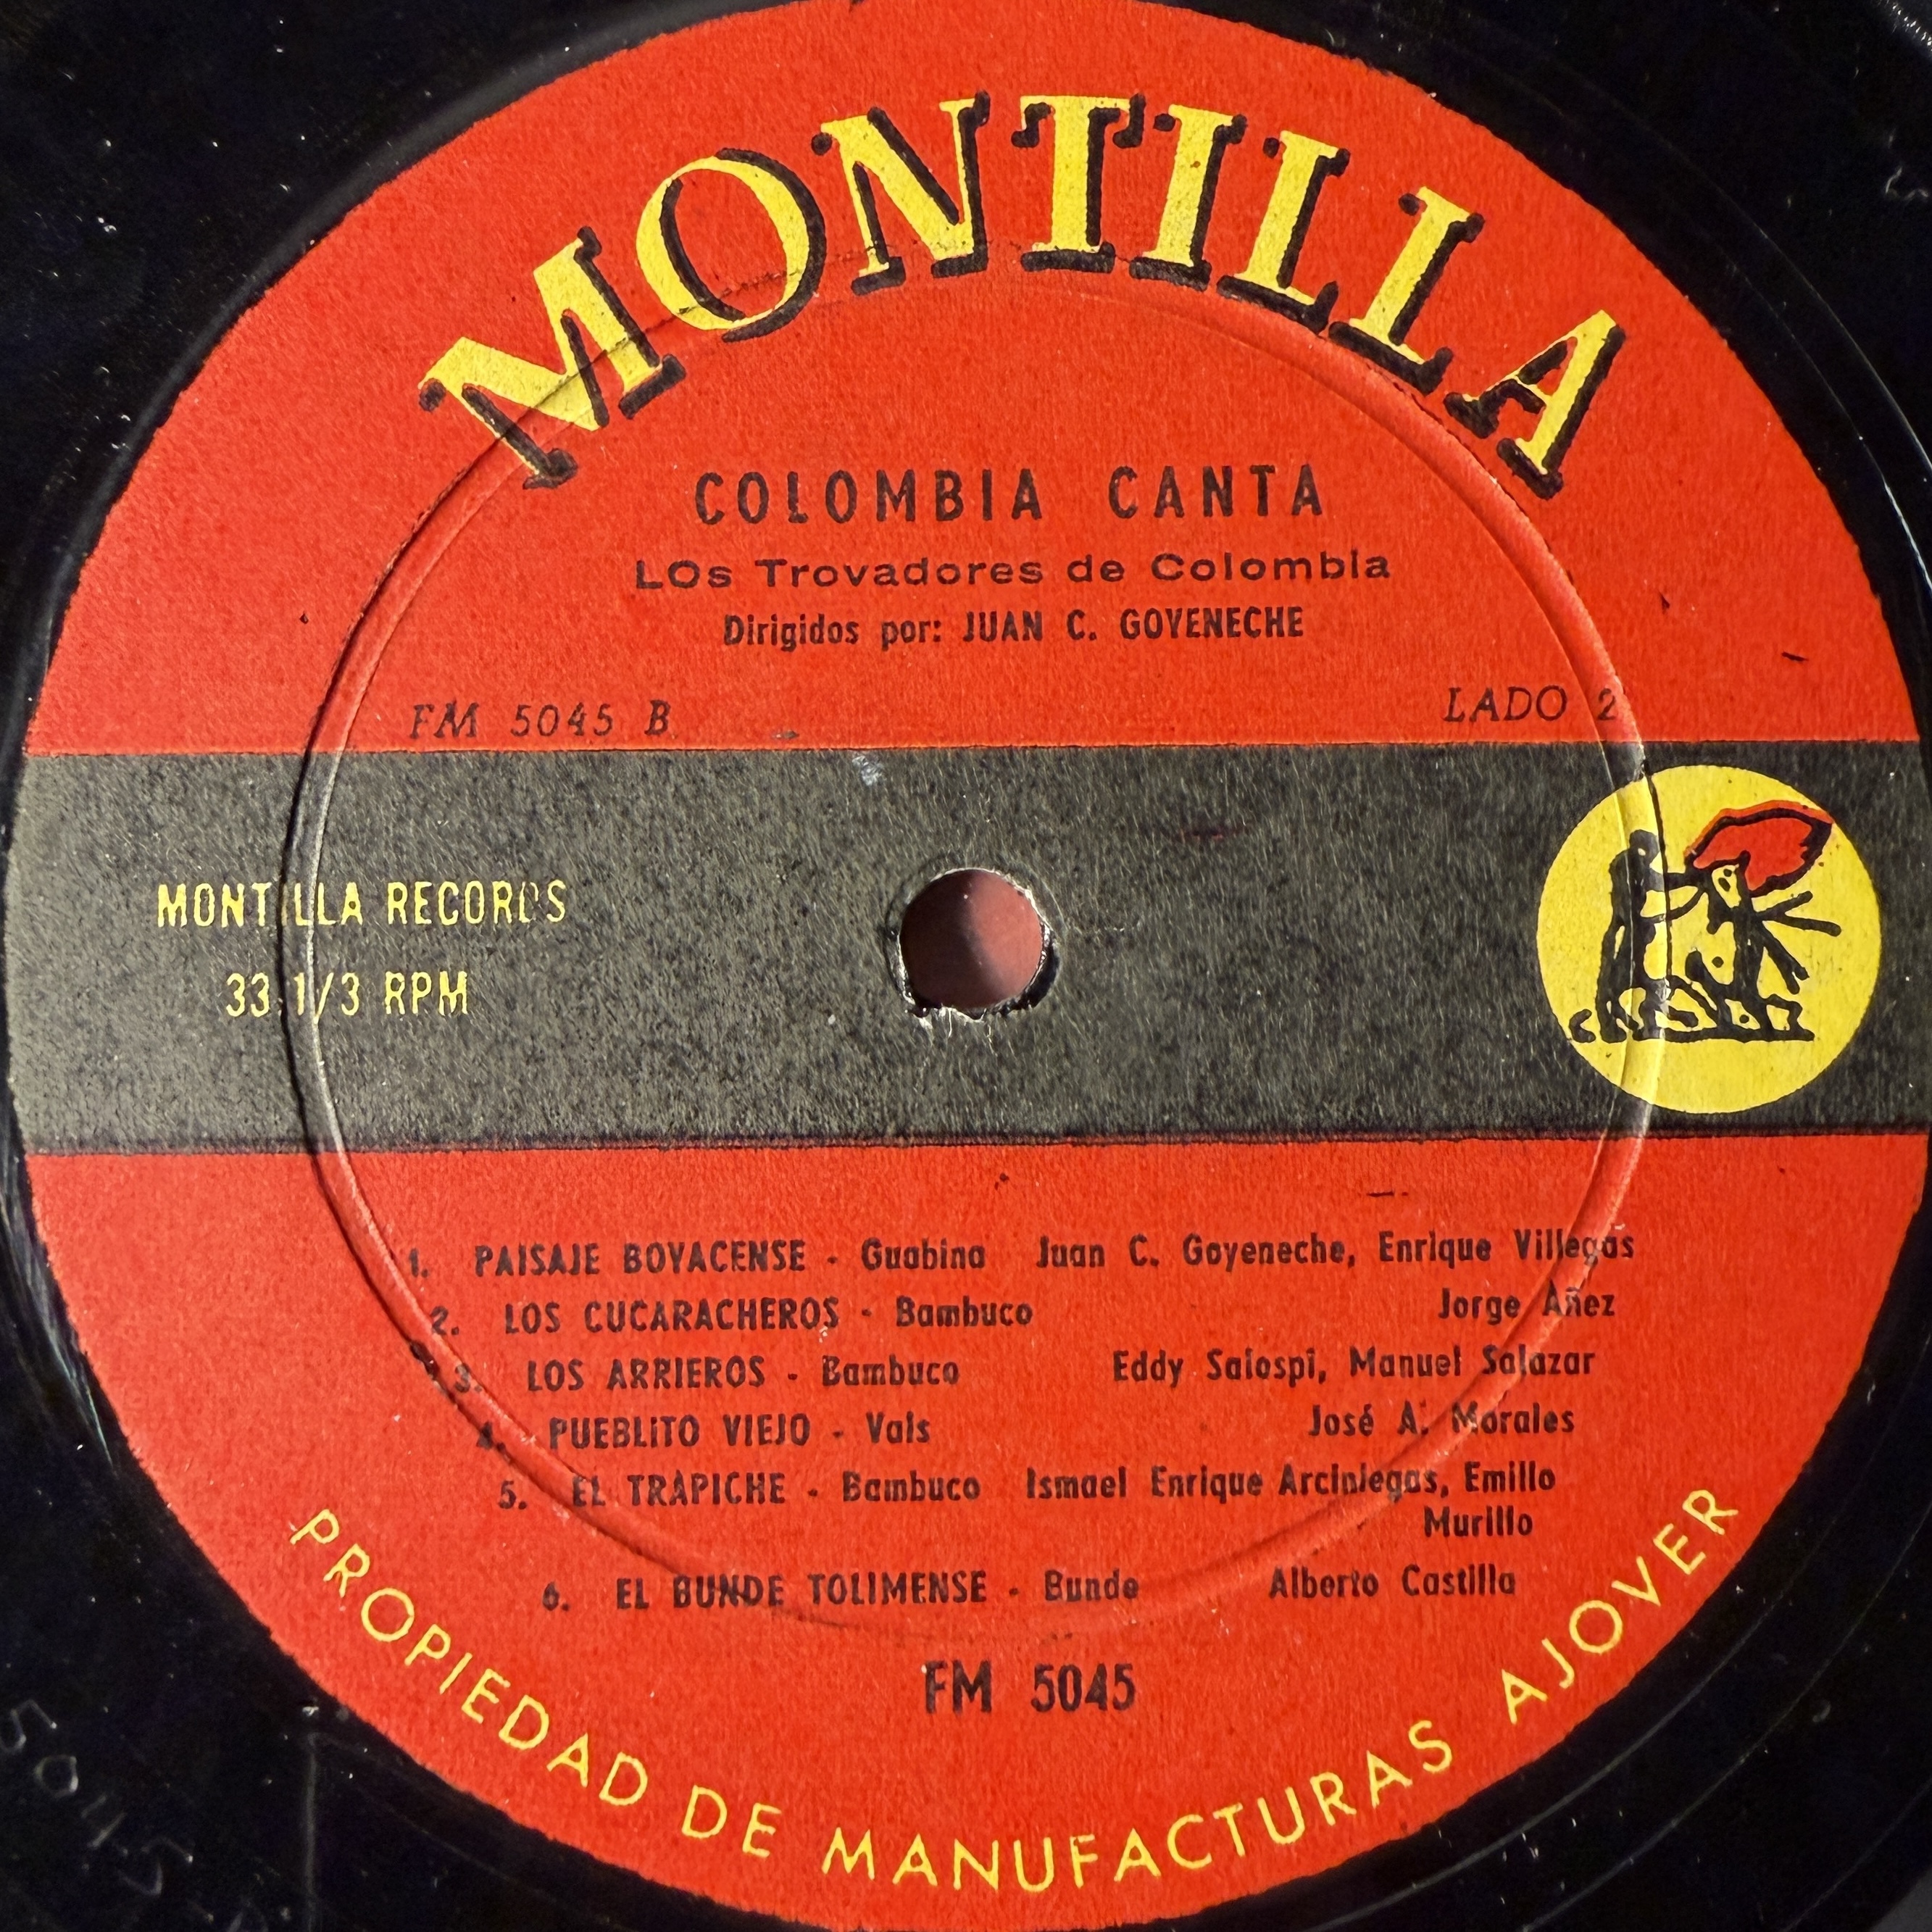 MONTILLA
COLOMBIA CANTA
LOs Trovadores de Colombia
Dirigidos por: JUAN C. GOYENECHE
FM 5045 B
LADO 2
MONTILLA RECORDS
33 1/3 RPM
1. PAISAJE BOYACENSE - Guabina Juan C. Goyeneche, Enrique Villegas
2. LOS CUCARACHEROS - Bambuco Jorge Añez
3. LOS ARRIEROS - Bambuco Eddy Salospi, Manuel Salazar
4. PUEBLITO VIEJO - Vals José A. Morales
5. EL TRAPICHE - Bambuco Ismael Enrique Arciniegas, Emilio
Murillo
6. EL BUNDE TOLIMENSE - Bunde Alberto Castilla
FM 5045
PROPIEDAD DE MANUFACTURAS AJOVER